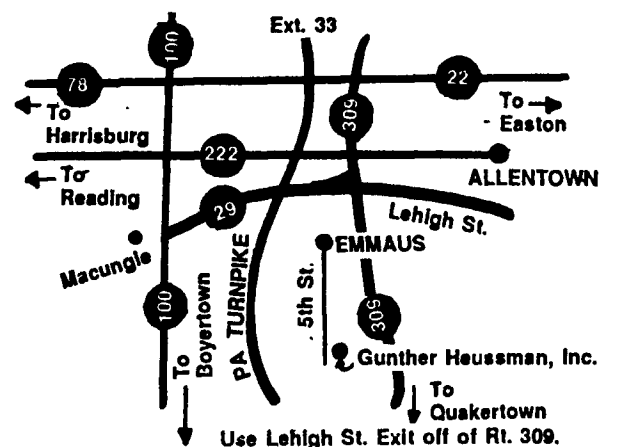 100
Ext. 33
78
22
To
Harrisburg
309
To
Easton
222
To
Reading
ALLENTOWN
29
Lehigh St.
Macungie
EMMAUS
PA TURNPIKE
5th St.
100
To
Boyertown
309
Gunther Heussman, Inc.
To
Quakertown
Use Lehigh St. Exit off of Rt. 309.